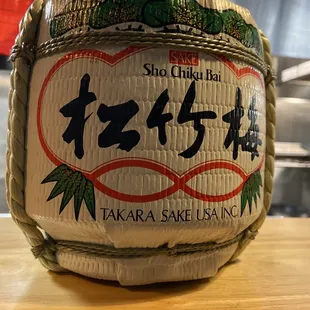 SAKE
Sho Chiku Bai
松竹梅
TAKARA SAKE USA INC